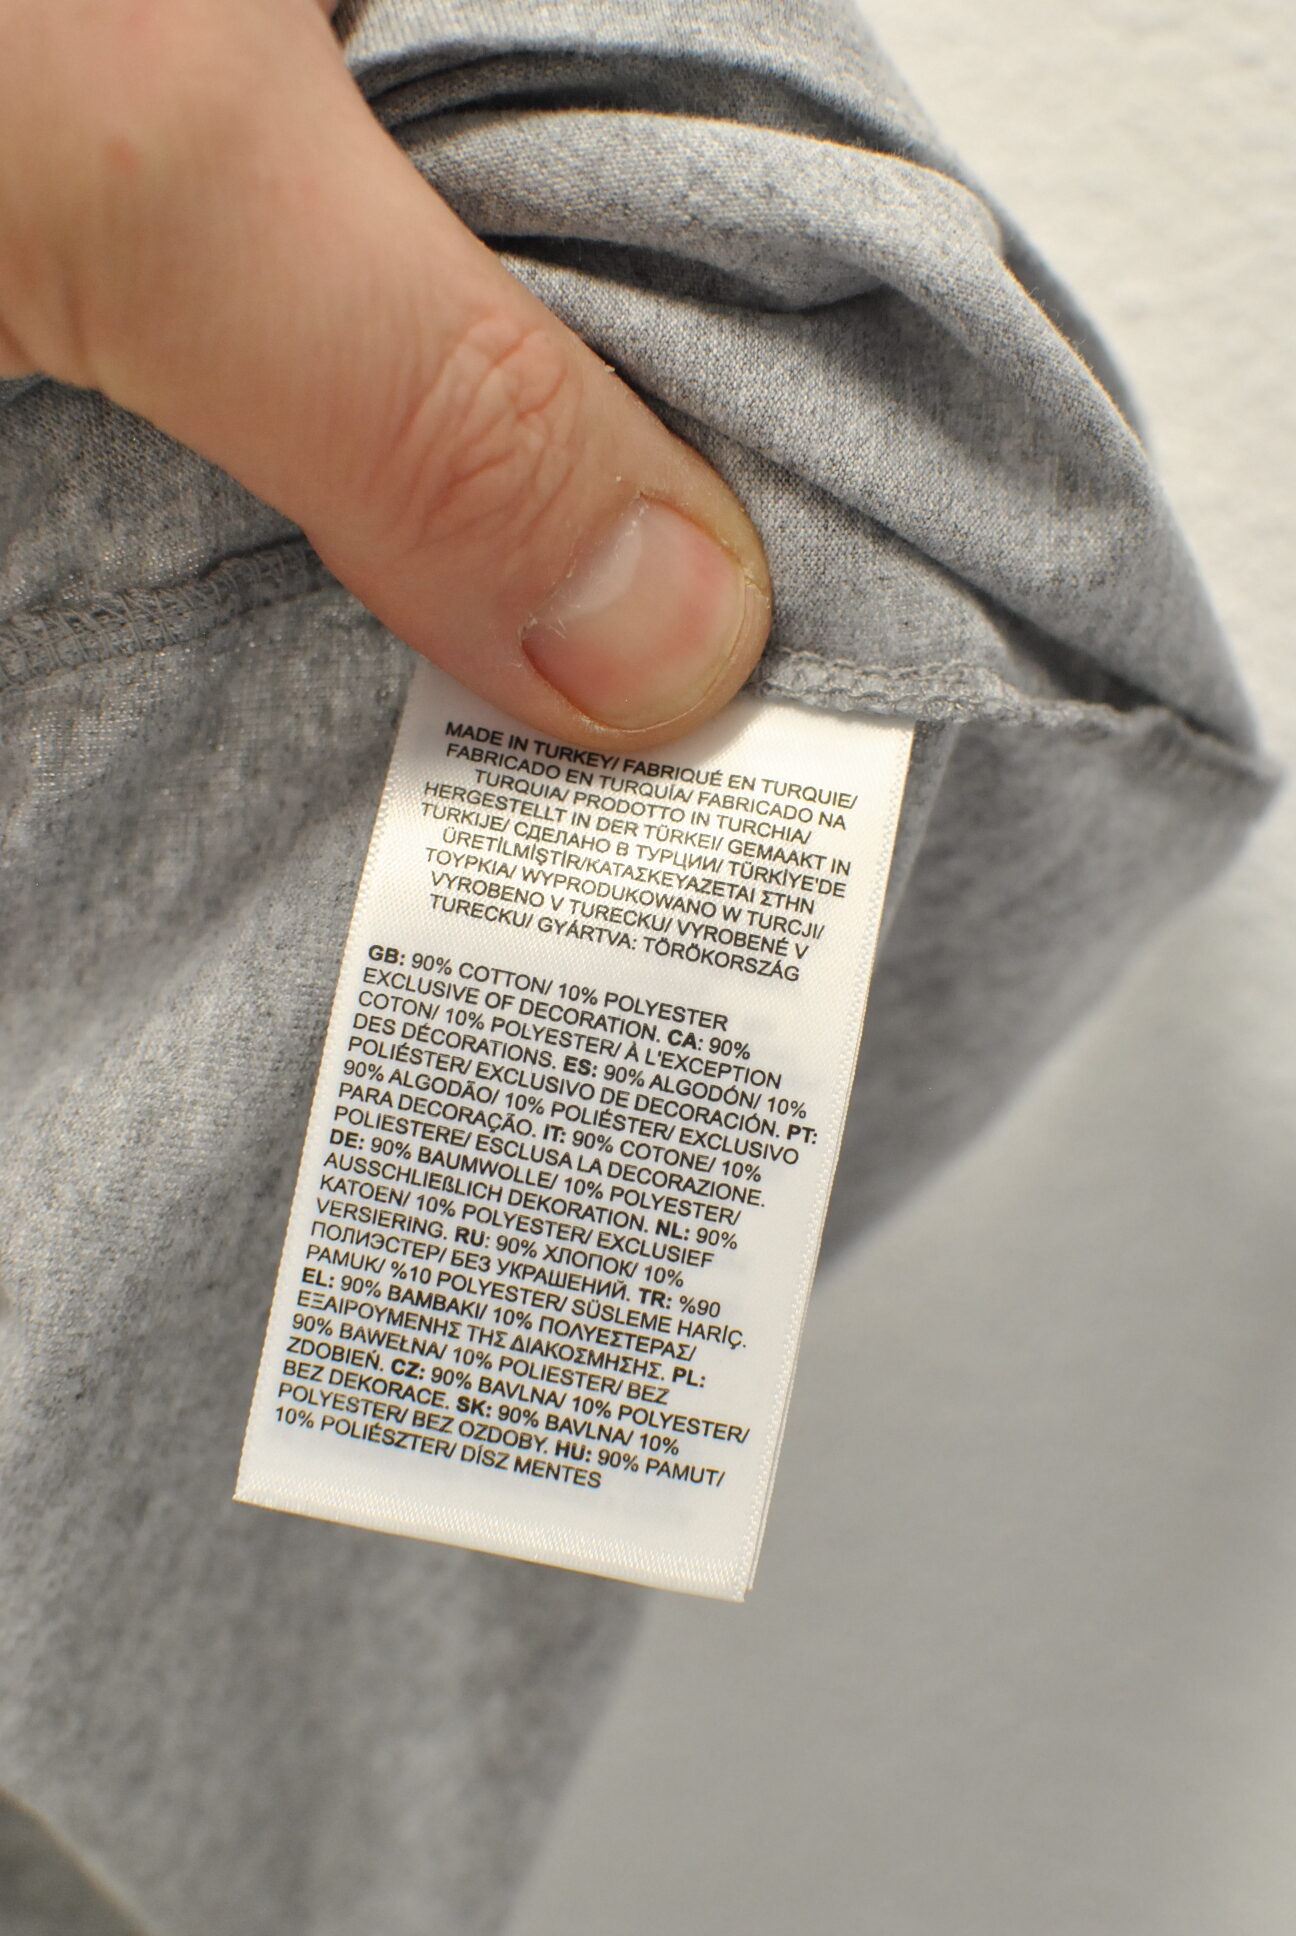 MADE IN TURKEY/ FABRIQUÉ EN TURQUIE/
FABRICADO EN TURQUÍA/ FABRICADO NA
TURQUIA/ PRODOTTO IN TURCHIA/
HERGESTELLT IN DER TÜRKEI/ GEMAAKT IN
TURKIJE/ СДЕЛАНО В ТУРЦИИ/ TÜRKİYE'DE
ÜRETİLMİŞTİR/ΚΑΤΑΣΚΕΥΑΖΕΤΑΙ ΣΤΗΝ
ΤΟΥΡΚΙΑ/ WYPRODUKOWANO W TURCJI/
VYROBENO V TURECKU/ VYROBENÉ V
TURECKU/ GYÁRTVA: TÖRÖKORSZÁG
GB: 90% COTTON/ 10% POLYESTER
EXCLUSIVE OF DECORATION. CA: 90%
COTON/ 10% POLYESTER/ À L'EXCEPTION
DES DÉCORATIONS. ES: 90% ALGODÓN/ 10%
POLIÉSTER/ EXCLUSIVO DE DECORACIÓN. PT:
90% ALGODÃO/ 10% POLIÉSTER/ EXCLUSIVO
PARA DECORAÇÃO. IT: 90% COTONE/ 10%
POLIESTERE/ ESCLUSA LA DECORAZIONE.
DE: 90% BAUMWOLLE/ 10% POLYESTER/
AUSSCHLIEßLICH DEKORATION. NL: 90%
KATOEN/ 10% POLYESTER/ EXCLUSIEF
VERSIERING. RU: 90% ХЛОПОК/ 10%
ПОЛИЭСТЕР/ БЕЗ УКРАШЕНИЙ. TR: %90
PAMUK/ %10 POLYESTER/ SÜSLEME HARİÇ.
EL: 90% ΒΑΜΒΑΚΙ/ 10% ΠΟΛΥΕΣΤΕΡΑΣ/
ΕΞΑΙΡΟΥΜΕΝΗΣ ΤΗΣ ΔΙΑΚΟΣΜΗΣΗΣ. PL:
90% BAWEŁNA/ 10% POLIESTER/ BEZ
ZDOBIEŃ. CZ: 90% BAVLNA/ 10% POLYESTER/
BEZ DEKORACE. SK: 90% BAVLNA/ 10%
POLYESTER/ BEZ OZDOBY. HU: 90% PAMUT/
10% POLIÉSZTER/ DÍSZ MENTES